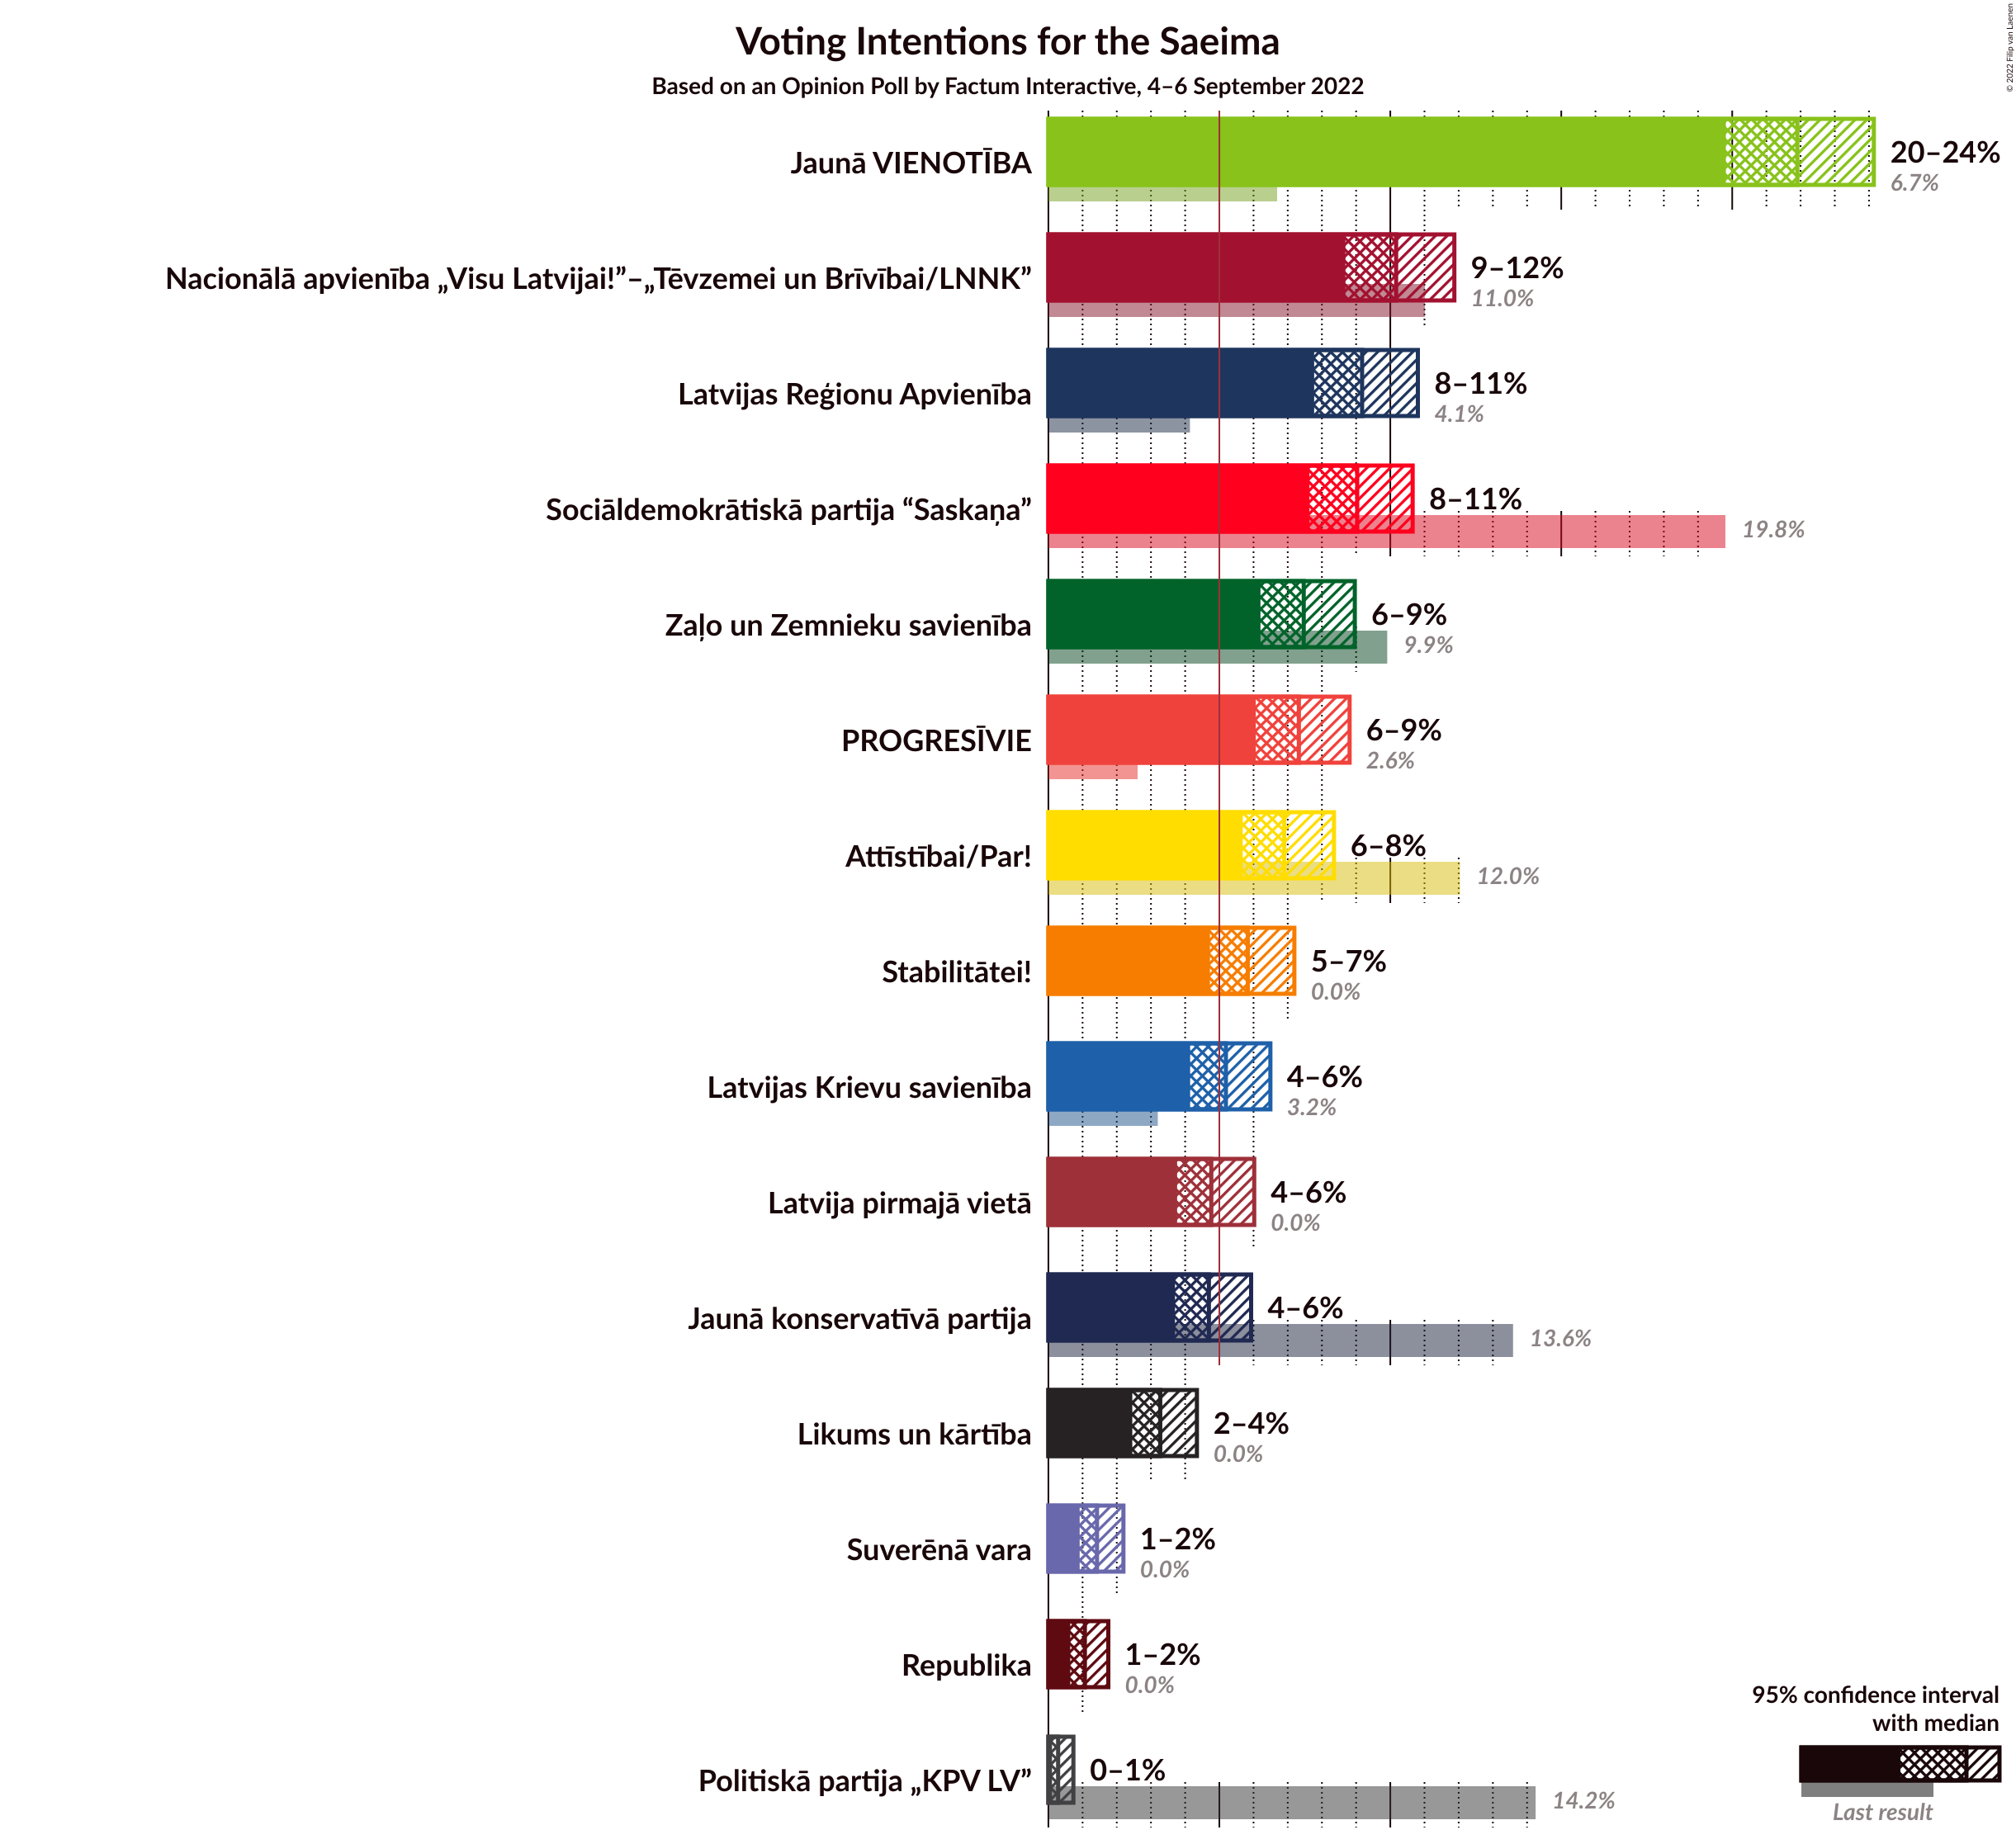 Voting Intentions for the Saeima
Based on an Opinion Poll by Factum Interactive, 4–6 September 2022
© 2022 Filip van Laenen
Jaunā VIENOTĪBA
20–24%
6.7%
Nacionālā apvienība „Visu Latvijai!”–„Tēvzemei un Brīvībai/LNNK”
9–12%
11.0%
Latvijas Reģionu Apvienība
8–11%
4.1%
Sociāldemokrātiskā partija “Saskaņa”
8–11%
19.8%
Zaļo un Zemnieku savienība
6–9%
9.9%
PROGRESĪVIE
6–9%
2.6%
Attīstībai/Par!
6–8%
12.0%
Stabilitātei!
5–7%
0.0%
Latvijas Krievu savienība
4–6%
3.2%
Latvija pirmajā vietā
4–6%
0.0%
Jaunā konservatīvā partija
4–6%
13.6%
Likums un kārtība
2–4%
0.0%
Suverēnā vara
1–2%
0.0%
Republika
1–2%
0.0%
Politiskā partija „KPV LV”
0–1%
14.2%
95% confidence interval
with median
Last result